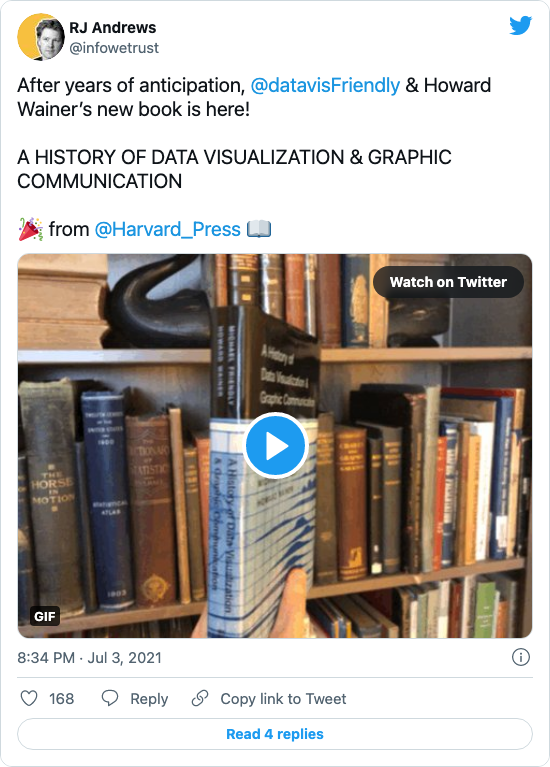 RJ Andrews
@infowetrust
After years of anticipation, @datavisFriendly & Howard
Wainer’s new book is here!
A HISTORY OF DATA VISUALIZATION & GRAPHIC
COMMUNICATION
🎉 from @Harvard_Press 📖
Watch on Twitter
MICHAEL FRIENDLY
HOWARD WAINER
A History of
Data Visualization &
Graphic Communication
THE
HORSE
IN
MOTION
TWELFTH CENSUS
OF THE
UNITED STATES
1900
STATISTICAL
ATLAS
1903
DICTIONARY
OF
STATISTICS
A History of Data Visualization
& Graphic Communication
GIF
8:34 PM · Jul 3, 2021
168
Reply
Copy link to Tweet
Read 4 replies